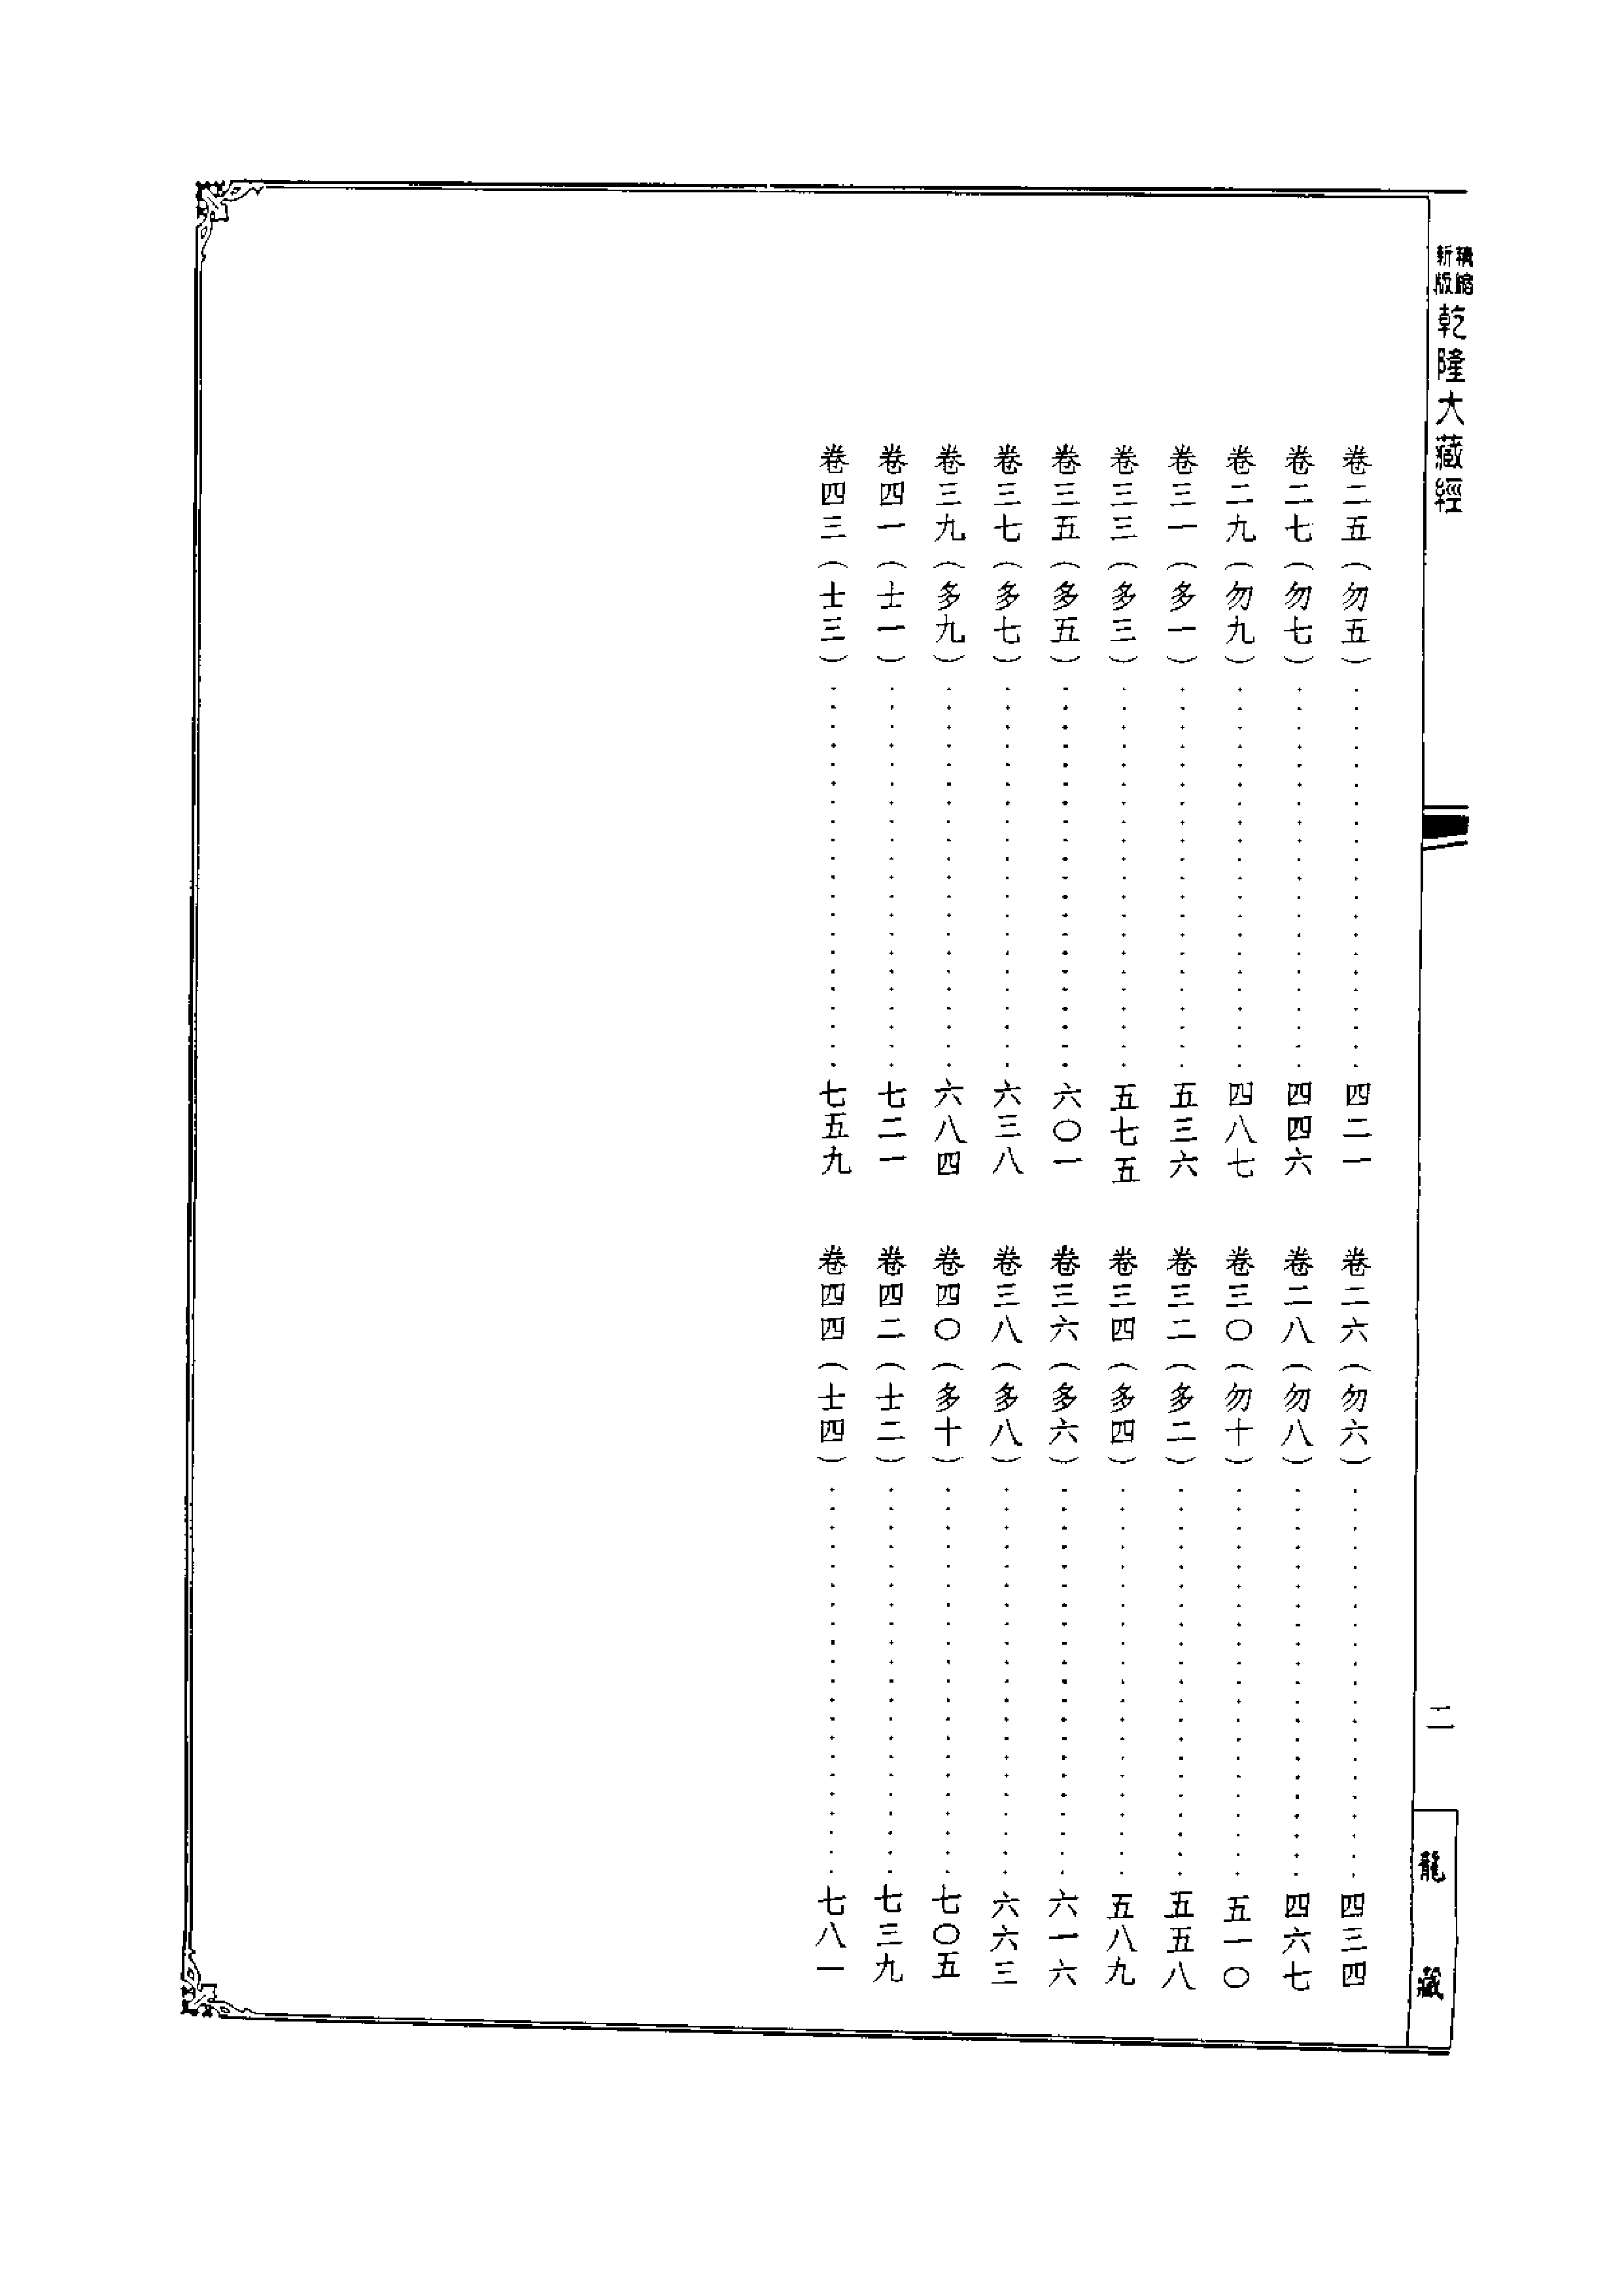 新版 輯縮 乾隆大藏經
卷二五（勿五）……四二一
卷二六（勿六）……四三四
卷二七（勿七）……四四六
卷二八（勿八）……四六七
卷二九（勿九）……四八七
卷三〇（勿十）……五一〇
卷三一（多一）……五三六
卷三二（多二）……五五八
卷三三（多三）……五七五
卷三四（多四）……五八九
卷三五（多五）……六〇一
卷三六（多六）……六一六
卷三七（多七）……六三八
卷三八（多八）……六六三
卷三九（多九）……六八四
卷四〇（多十）……七〇五
卷四一（士一）……七二一
卷四二（士二）……七三九
卷四三（士三）……七五九
卷四四（士四）……七八一
二
龍藏